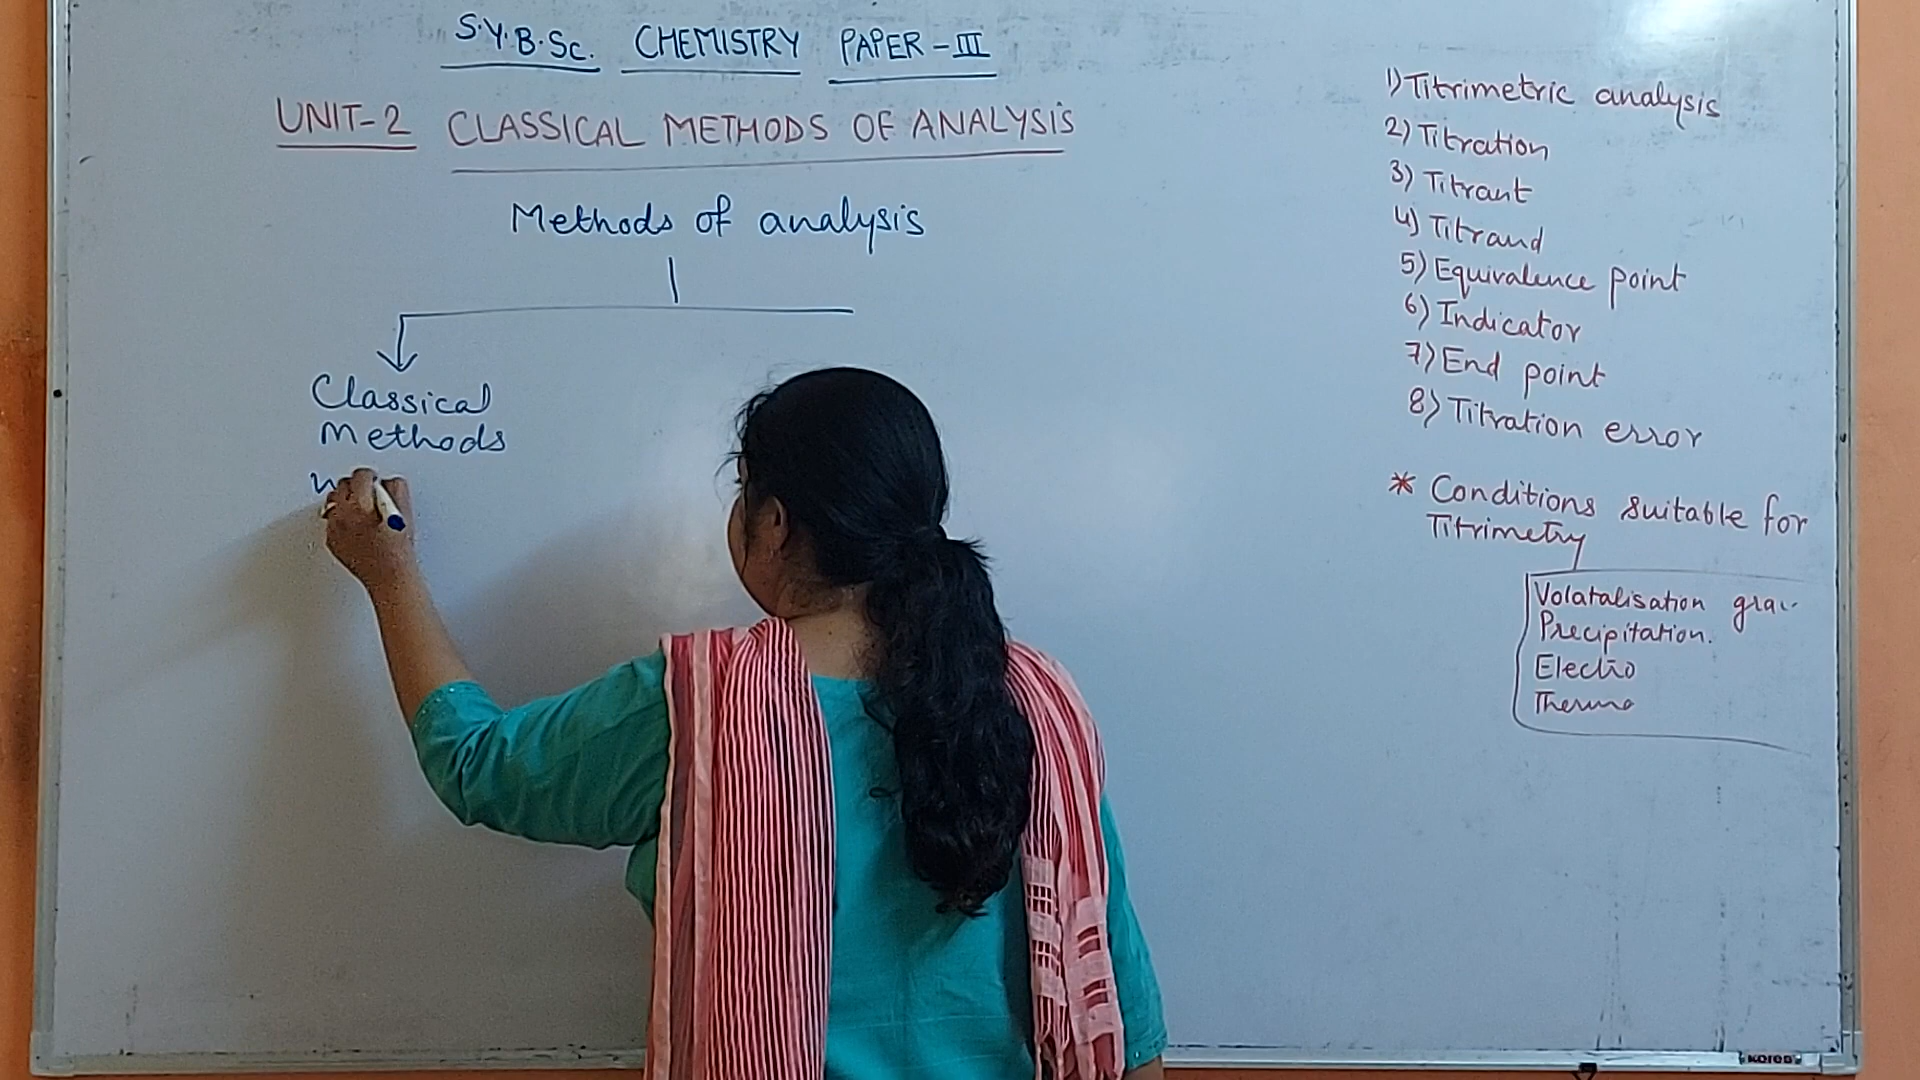 S.Y.B.Sc. CHEMISTRY PAPER-III
UNIT-2 CLASSICAL METHODS OF ANALYSIS
Methods of analysis
Classical
Methods
1) Titrimetric analysis
2) Titration
3) Titrant
4) Titrand
5) Equivalence point
6) Indicator
7) End point
8) Titration error
* Conditions suitable for
Titrimetry
Volatalisation grav
Precipitation.
Electro
Thermo